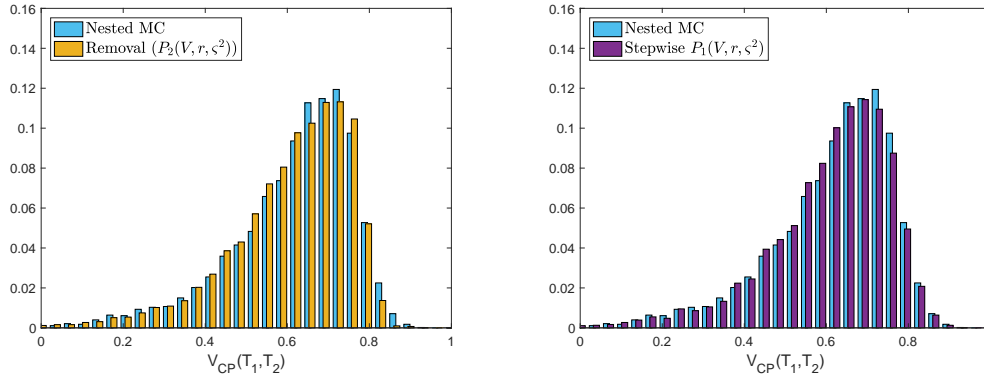 0.16
0.14
0.12
0.1
0.08
0.06
0.04
0.02
0
Nested MC
Removal (P₂(V, r, ς²))
0 0.2 0.4 0.6 0.8 1
V_CP(T₁,T₂)
0.16
0.14
0.12
0.1
0.08
0.06
0.04
0.02
0
Nested MC
Stepwise P₁(V, r, ς²)
0 0.2 0.4 0.6 0.8
V_CP(T₁,T₂)